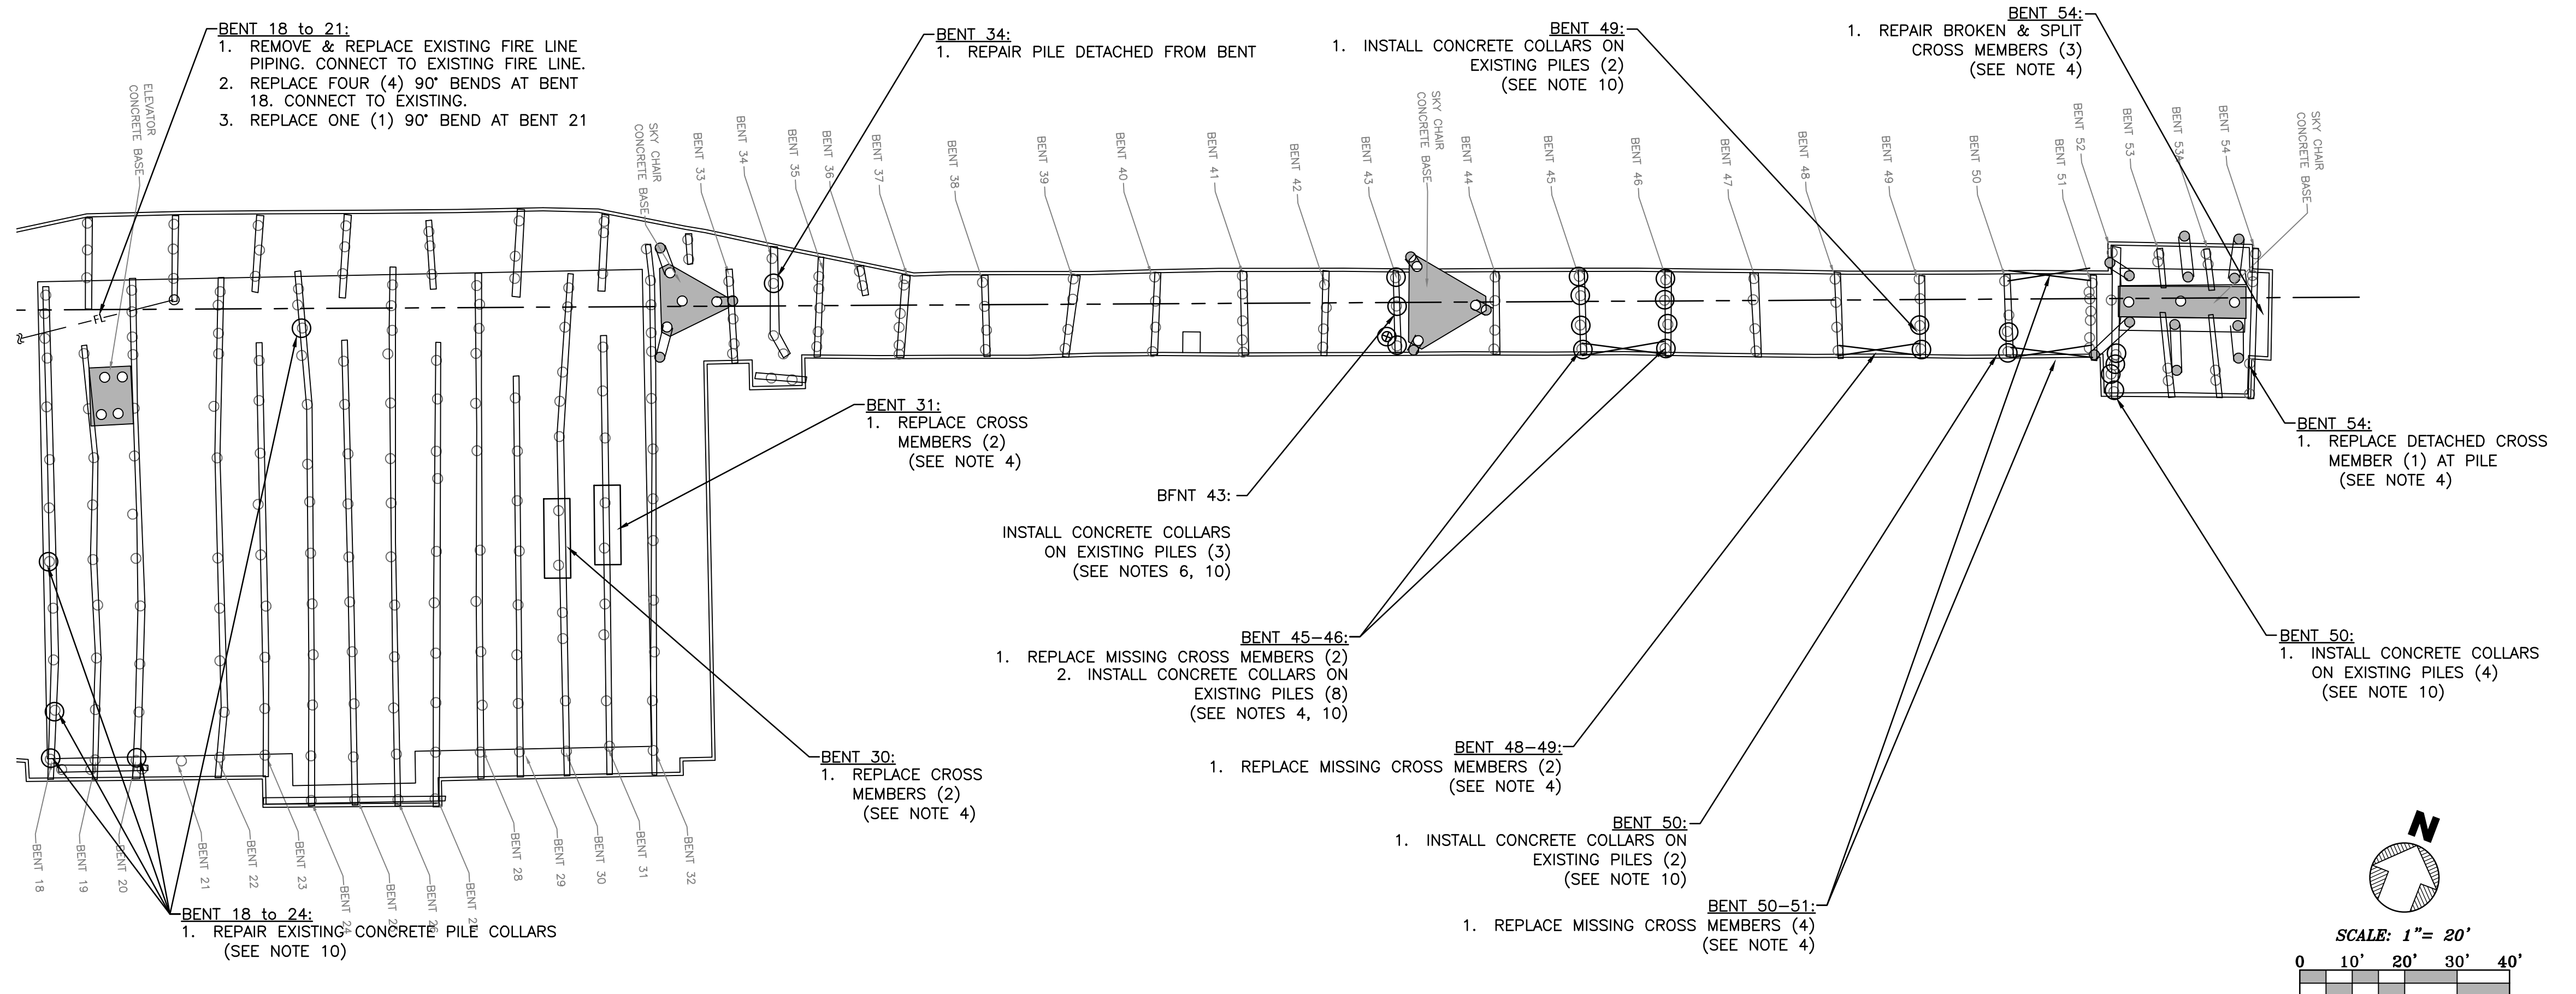 BENT 18 to 21:
1. REMOVE & REPLACE EXISTING FIRE LINE
PIPING. CONNECT TO EXISTING FIRE LINE.
2. REPLACE FOUR (4) 90° BENDS AT BENT
18. CONNECT TO EXISTING.
3. REPLACE ONE (1) 90° BEND AT BENT 21
BENT 34:
1. REPAIR PILE DETACHED FROM BENT
BENT 49:
1. INSTALL CONCRETE COLLARS ON
EXISTING PILES (2)
(SEE NOTE 10)
BENT 54:
1. REPAIR BROKEN & SPLIT
CROSS MEMBERS (3)
(SEE NOTE 4)
ELEVATOR
CONCRETE BASE
SKY CHAIR
CONCRETE BASE
BENT 33
BENT 34
BENT 35
BENT 36
BENT 37
BENT 38
BENT 39
BENT 40
BENT 41
BENT 42
BENT 43
SKY CHAIR
CONCRETE BASE
BENT 44
BENT 45
BENT 46
BENT 47
BENT 48
BENT 49
BENT 50
BENT 51
BENT 52
BENT 53
BENT 53A
BENT 54
SKY CHAIR
CONCRETE BASE
FL
BENT 31:
1. REPLACE CROSS
MEMBERS (2)
(SEE NOTE 4)
BENT 54:
1. REPLACE DETACHED CROSS
MEMBER (1) AT PILE
(SEE NOTE 4)
BFNT 43:
INSTALL CONCRETE COLLARS
ON EXISTING PILES (3)
(SEE NOTES 6, 10)
BENT 45-46:
1. REPLACE MISSING CROSS MEMBERS (2)
2. INSTALL CONCRETE COLLARS ON
EXISTING PILES (8)
(SEE NOTES 4, 10)
BENT 50:
1. INSTALL CONCRETE COLLARS
ON EXISTING PILES (4)
(SEE NOTE 10)
BENT 30:
1. REPLACE CROSS
MEMBERS (2)
(SEE NOTE 4)
BENT 48-49:
1. REPLACE MISSING CROSS MEMBERS (2)
(SEE NOTE 4)
BENT 50:
1. INSTALL CONCRETE COLLARS ON
EXISTING PILES (2)
(SEE NOTE 10)
BENT 50-51:
1. REPLACE MISSING CROSS MEMBERS (4)
(SEE NOTE 4)
BENT 18
BENT 19
BENT 20
BENT 21
BENT 22
BENT 23
BENT 24
BENT
BENT 26
BENT
BENT 28
BENT 29
BENT 30
BENT 31
BENT 32
BENT 18 to 24:
1. REPAIR EXISTING CONCRETE PILE COLLARS
(SEE NOTE 10)
N
SCALE: 1"= 20'
0 10' 20' 30' 40'